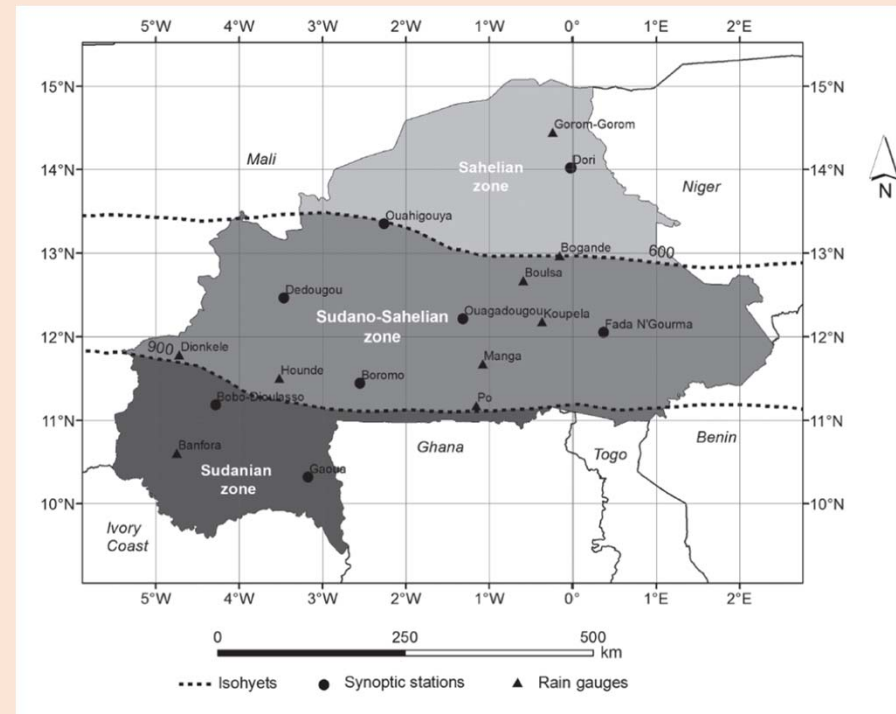 5°W 4°W 3°W 2°W 1°W 0° 1°E 2°E
15°N 15°N
Gorom-Gorom
14°N Mali Sahelian Dori 14°N
zone Niger
N
Ouahigouya
13°N Bogande 600 13°N
Boulsa
Dedougou
Sudano-Sahelian Ouagadougou Koupela
zone Fada N'Gourma
12°N 12°N
900 Dionkele
Manga
Hounde Boromo
Bobo-Dioulasso Po
11°N 11°N
Banfora Ghana Togo Benin
Sudanian Gaoua
zone
10°N 10°N
Ivory
Coast
5°W 4°W 3°W 2°W 1°W 0° 1°E 2°E
0 250 500
km
Isohyets Synoptic stations Rain gauges